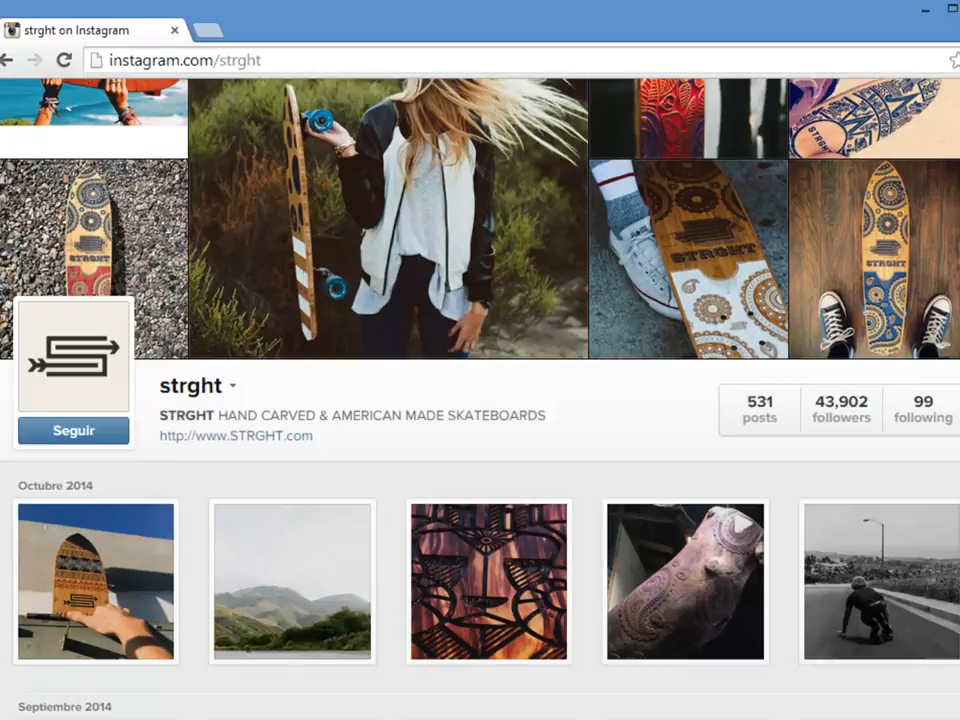 strght on Instagram
instagram.com/strght
STRGHT
STRGHT
STRGHT
strght
STRGHT HAND CARVED & AMERICAN MADE SKATEBOARDS
http://www.STRGHT.com
Seguir
531 posts
43,902 followers
99 following
Octubre 2014
Septiembre 2014